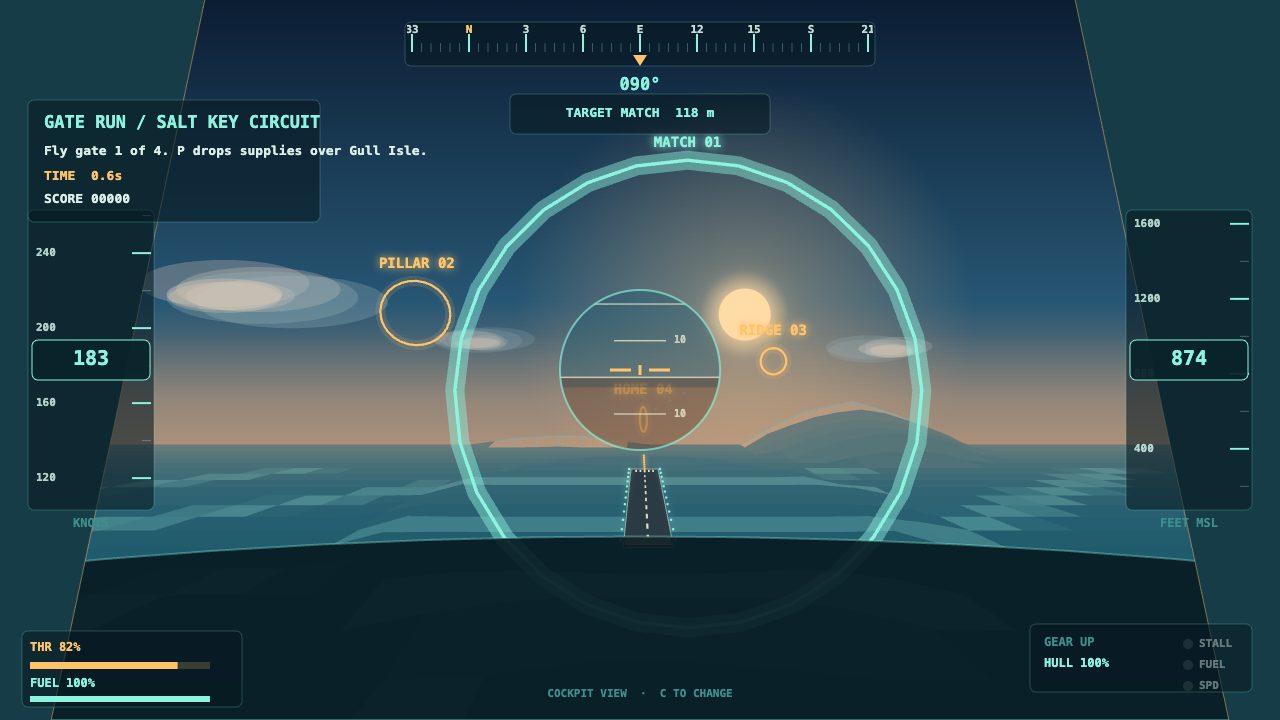 33 N 3 6 E 12 15 S 21
090°
TARGET MATCH 118 m
MATCH 01
GATE RUN / SALT KEY CIRCUIT
Fly gate 1 of 4. P drops supplies over Gull Isle.
TIME 0.6s
SCORE 00000
240
200
183
160
120
KNOTS
PILLAR 02
RIDGE 03
10
HOME 04
10
1600
1200
874
400
FEET MSL
THR 82%
FUEL 100%
COCKPIT VIEW · C TO CHANGE
GEAR UP
HULL 100%
STALL
FUEL
SPD